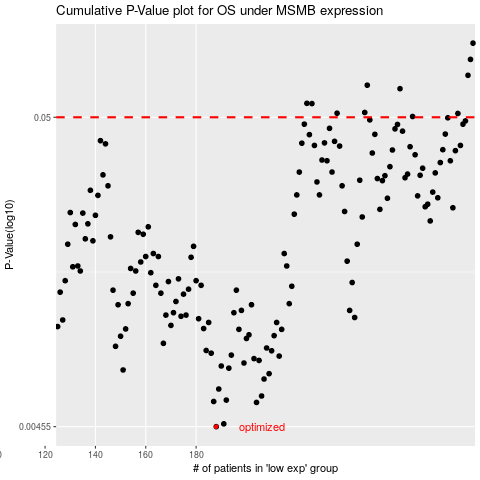 Cumulative P-Value plot for OS under MSMB expression
0.05
P-Value(log10)
0.00455
optimized
0 120 140 160 180
# of patients in 'low exp' group